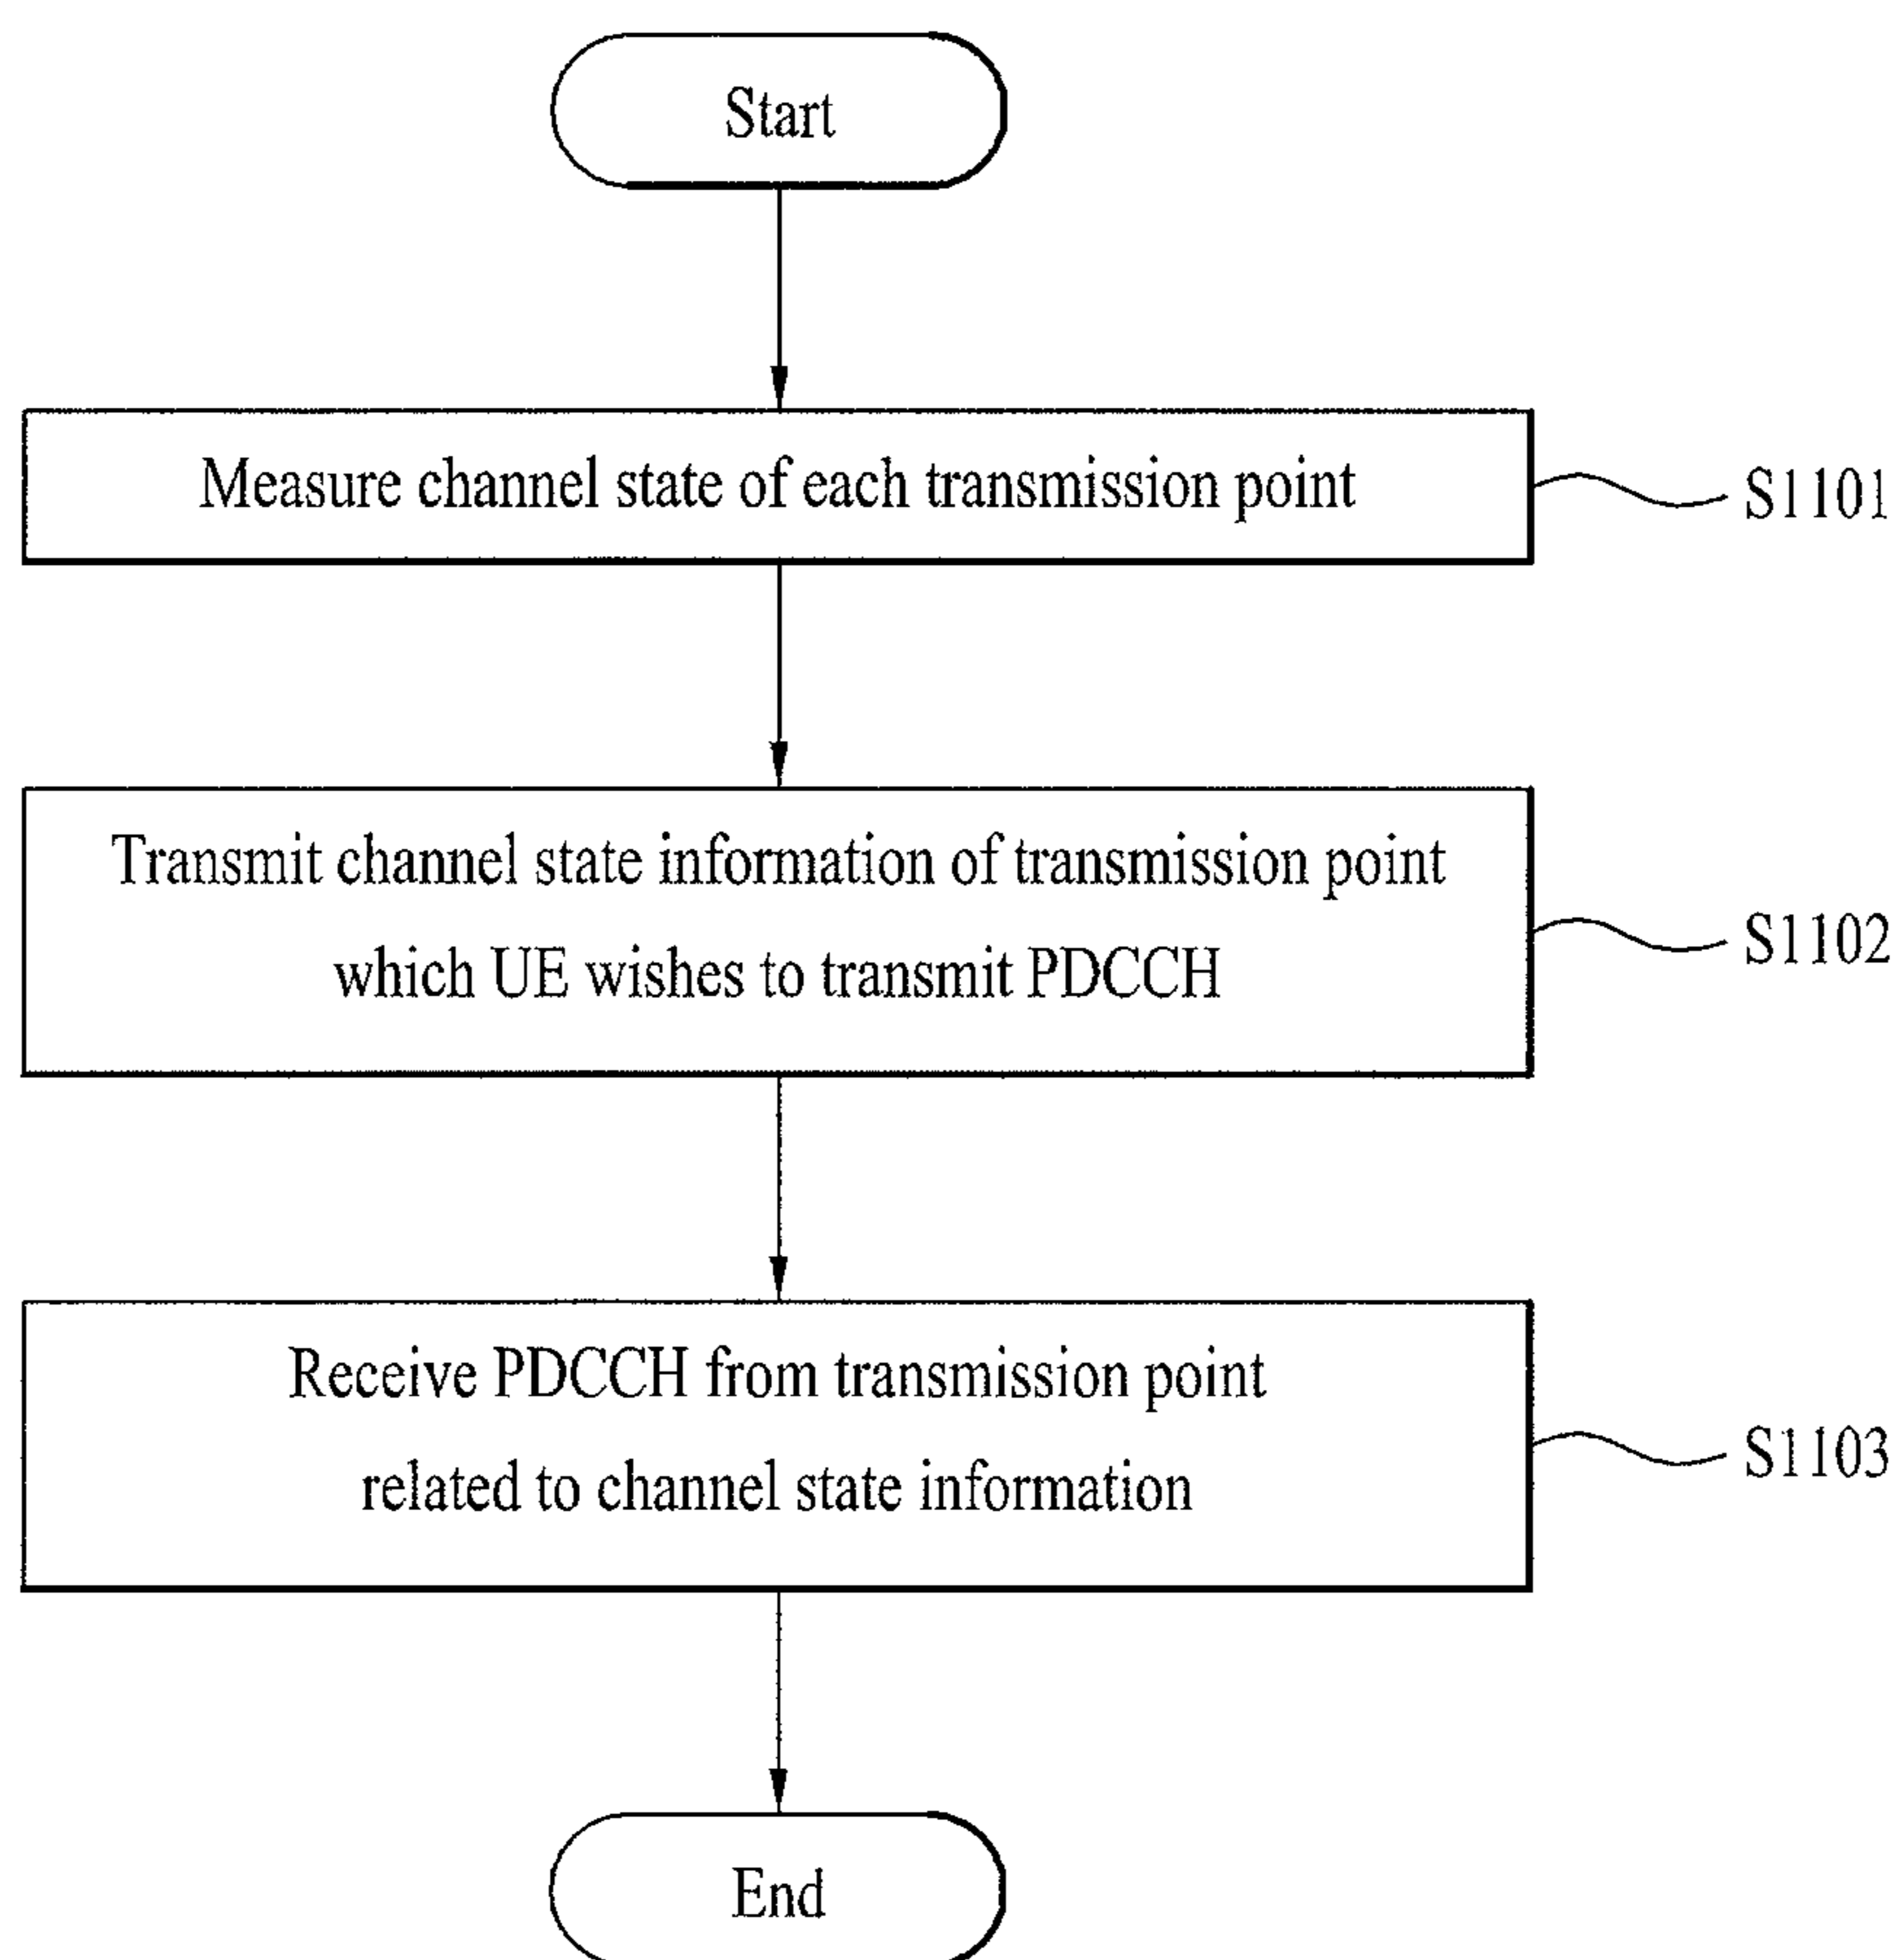 Start
Measure channel state of each transmission point
S1101
Transmit channel state information of transmission point
which UE wishes to transmit PDCCH
S1102
Receive PDCCH from transmission point
related to channel state information
S1103
End